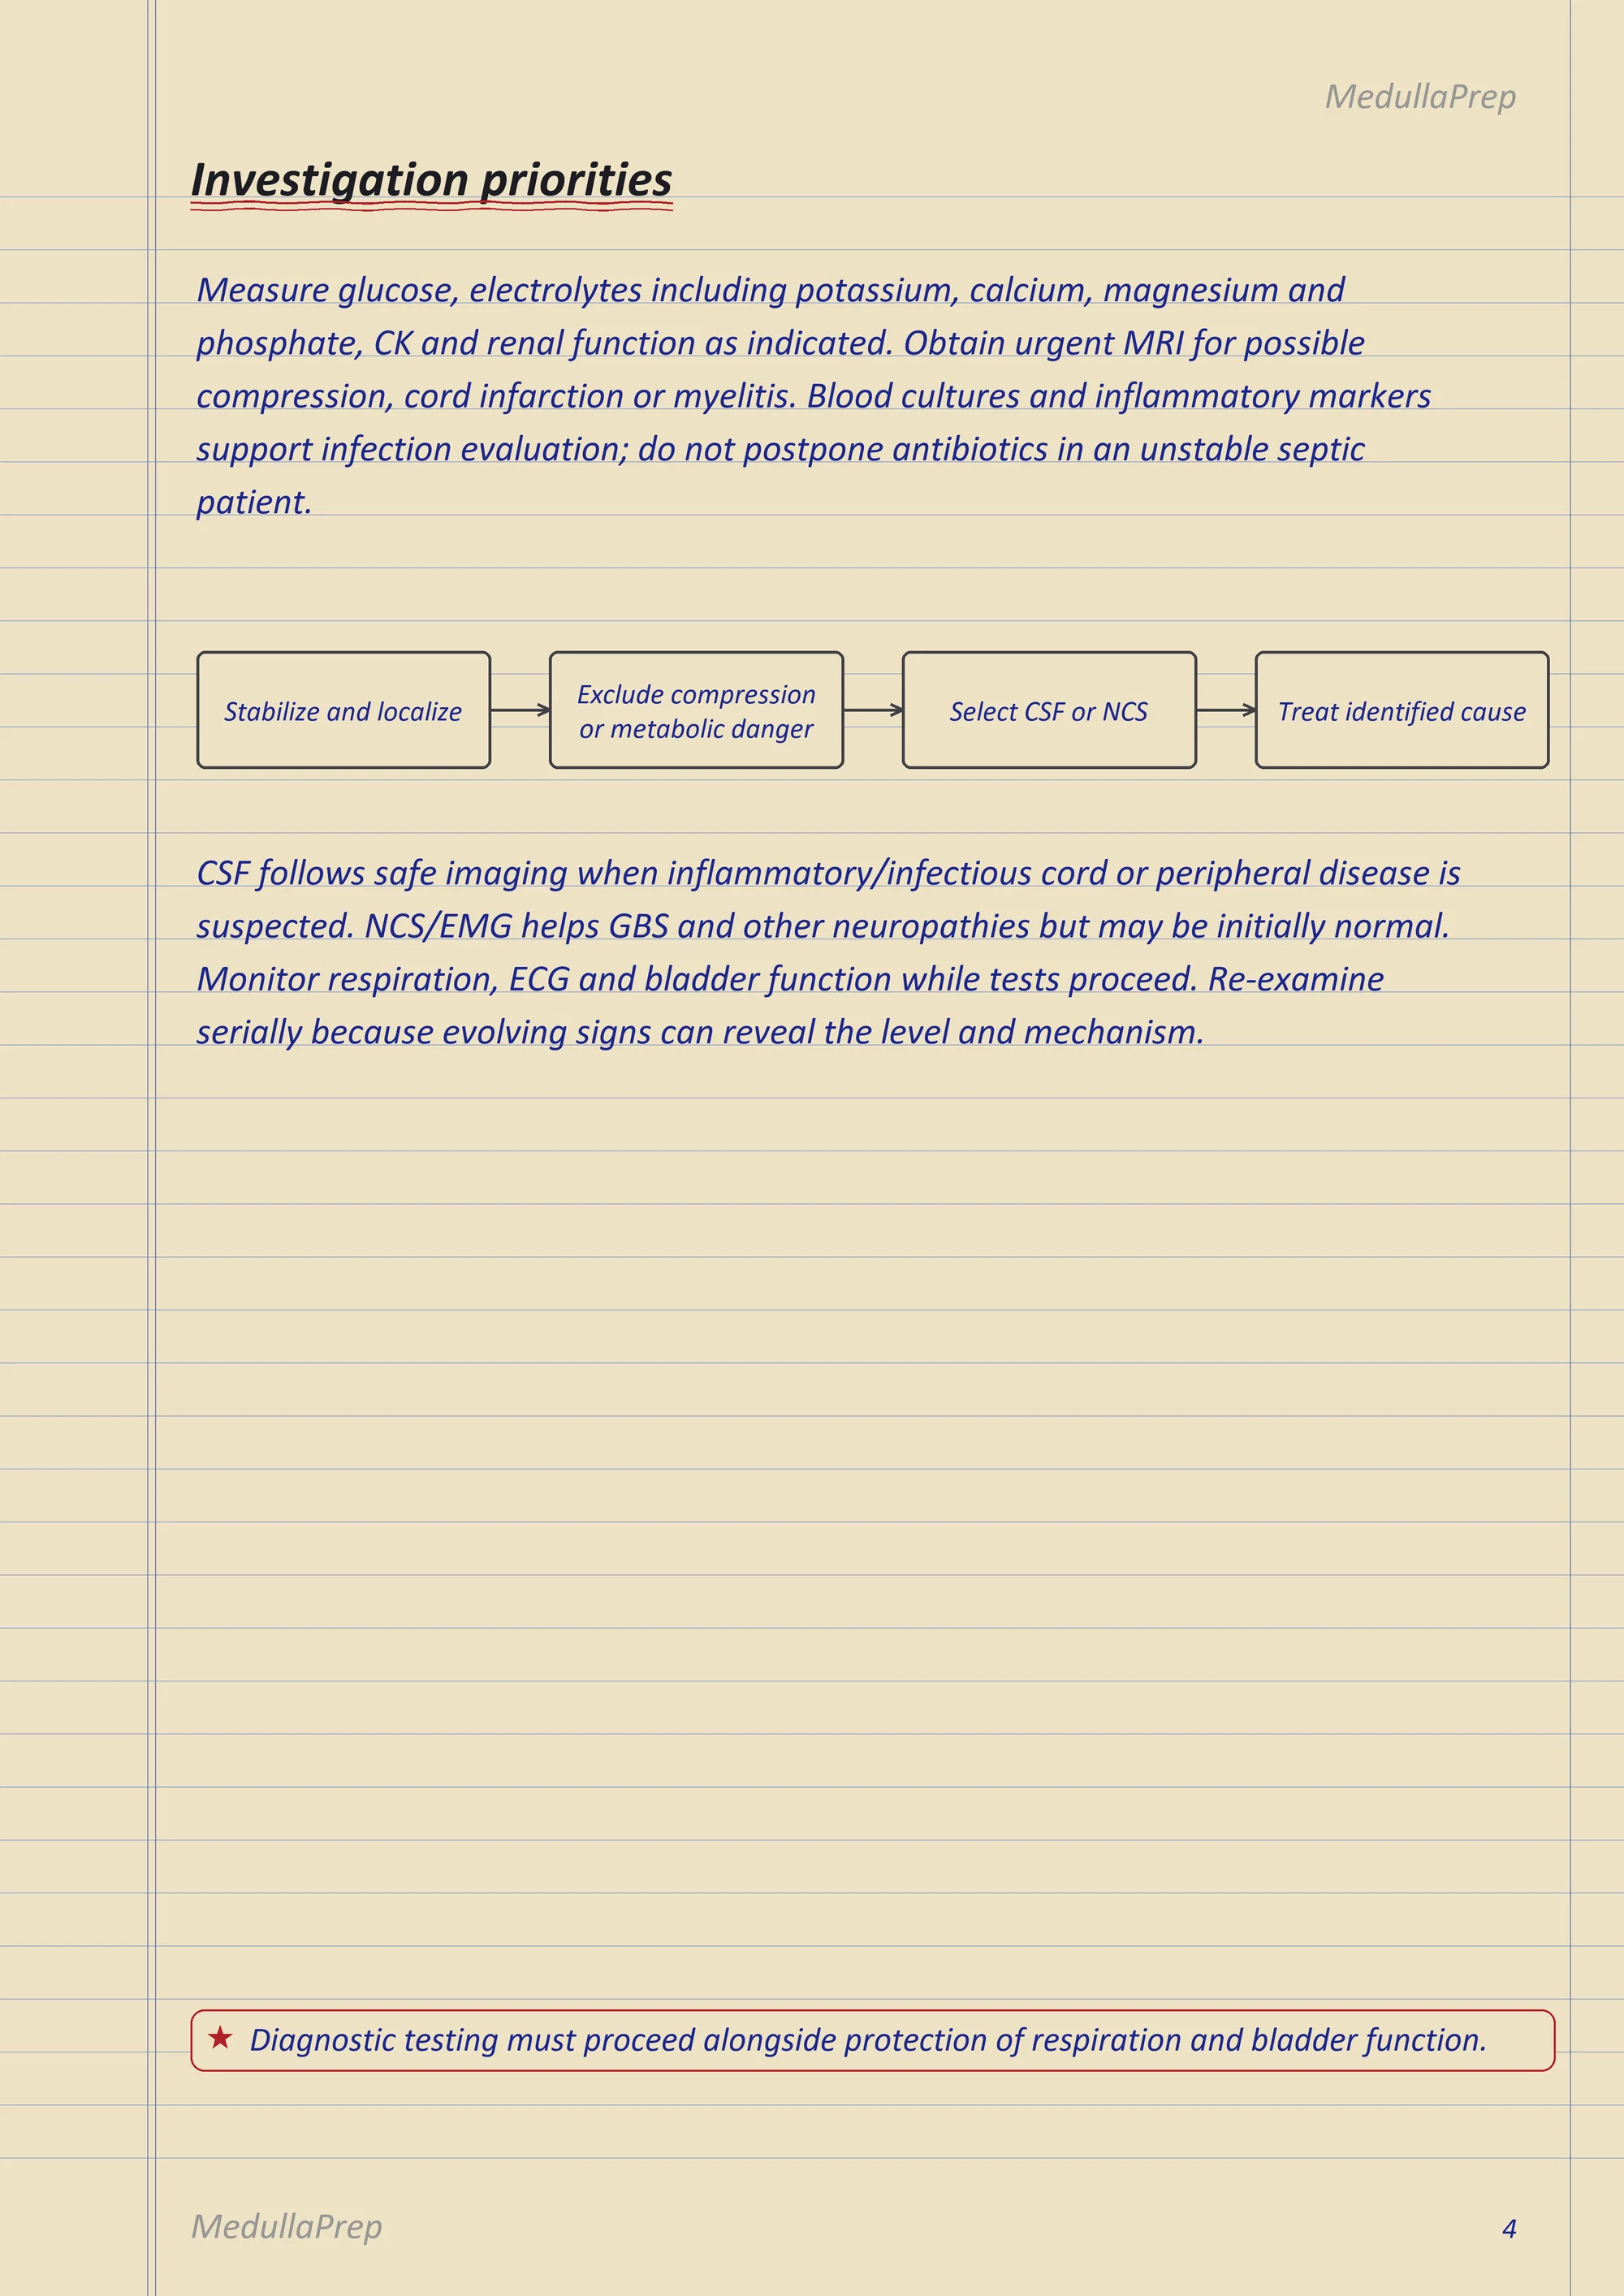 MedullaPrep
Investigation priorities
Measure glucose, electrolytes including potassium, calcium, magnesium and
phosphate, CK and renal function as indicated. Obtain urgent MRI for possible
compression, cord infarction or myelitis. Blood cultures and inflammatory markers
support infection evaluation; do not postpone antibiotics in an unstable septic
patient.
Stabilize and localize
Exclude compression
or metabolic danger
Select CSF or NCS
Treat identified cause
CSF follows safe imaging when inflammatory/infectious cord or peripheral disease is
suspected. NCS/EMG helps GBS and other neuropathies but may be initially normal.
Monitor respiration, ECG and bladder function while tests proceed. Re-examine
serially because evolving signs can reveal the level and mechanism.
★ Diagnostic testing must proceed alongside protection of respiration and bladder function.
MedullaPrep
4